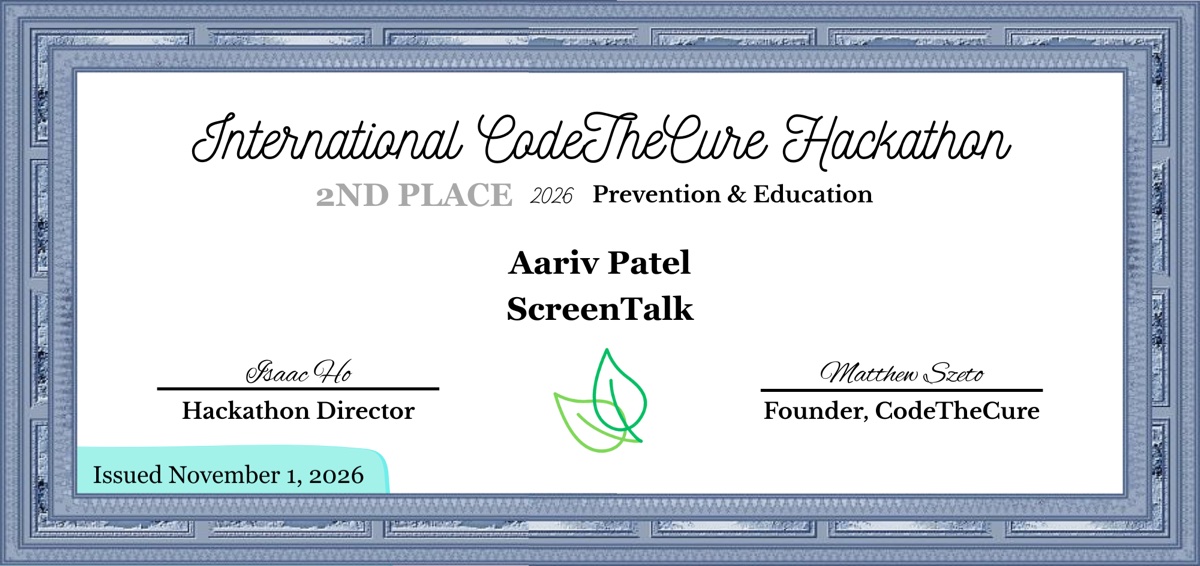 International CodeTheCure Hackathon
2ND PLACE 2026 Prevention & Education
Aariv Patel
ScreenTalk
Isaac Ho
Hackathon Director
Matthew Szeto
Founder, CodeTheCure
Issued November 1, 2026